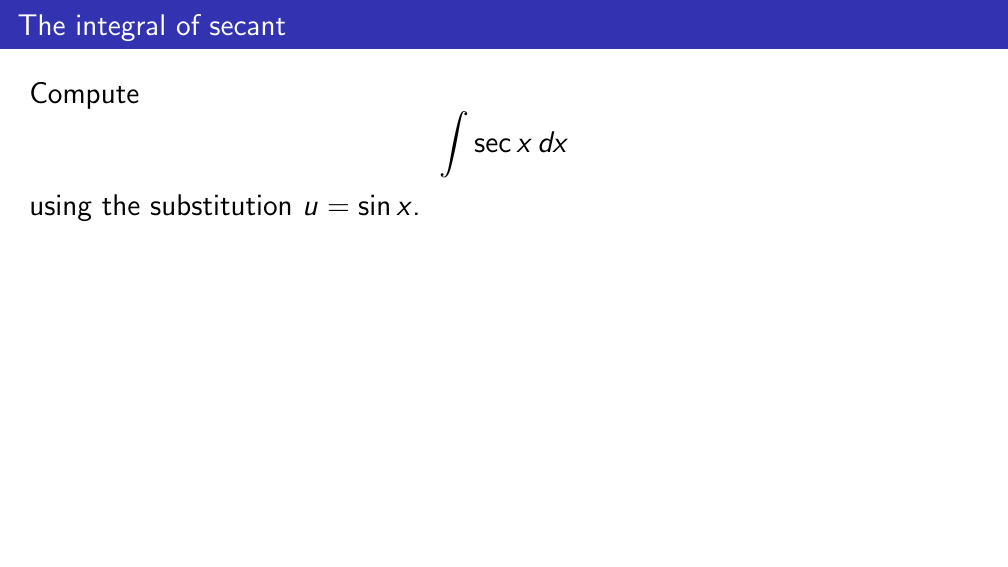 The integral of secant
Compute
∫ sec x dx
using the substitution u = sin x.